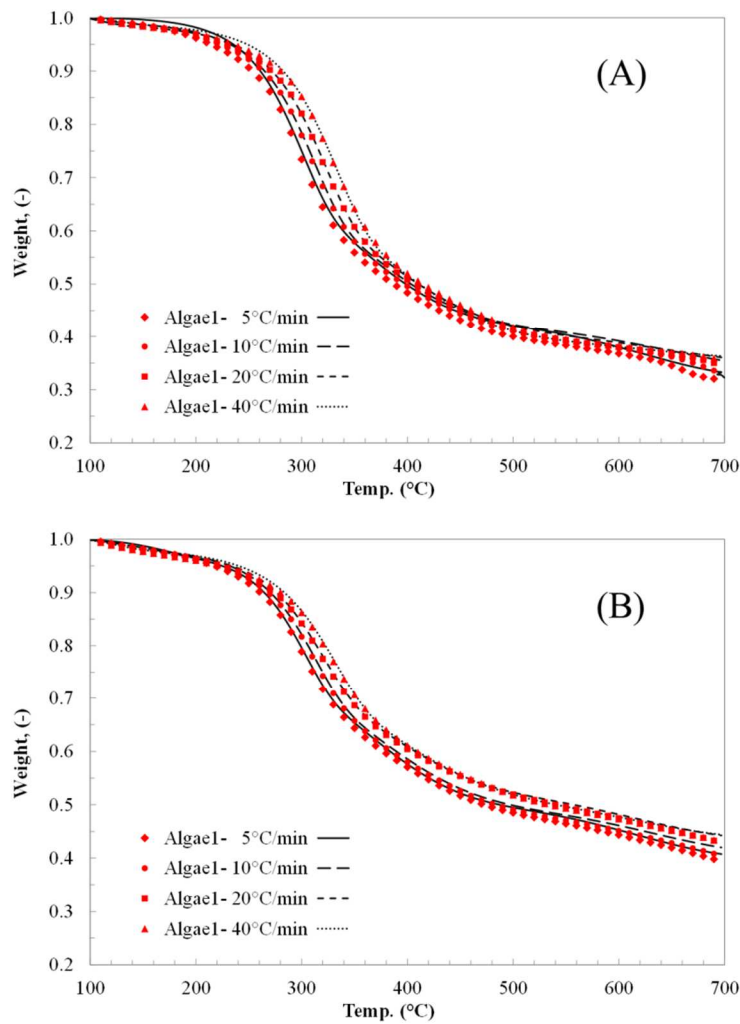 (A)
Weight, (-)
1.0
0.9
0.8
0.7
0.6
0.5
0.4
0.3
0.2
Algae1- 5°C/min
Algae1- 10°C/min
Algae1- 20°C/min
Algae1- 40°C/min
100 200 300 400 500 600 700
Temp. (°C)
(B)
Weight, (-)
1.0
0.9
0.8
0.7
0.6
0.5
0.4
0.3
0.2
Algae1- 5°C/min
Algae1- 10°C/min
Algae1- 20°C/min
Algae1- 40°C/min
100 200 300 400 500 600 700
Temp. (°C)